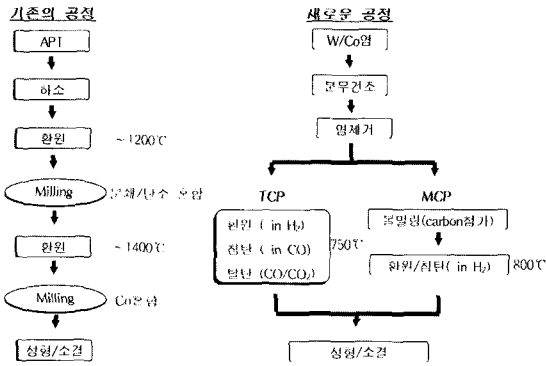 기존의 공정
APT
하소
환원 ~1200℃
Milling 분쇄/탄소 혼합
환원 ~1400℃
Milling Co혼합
성형/소결
새로운 공정
W/Co염
분무건조
염제거
TCP
환원 ( in H₂)
침탄 ( in CO)
탈탄 (CO/CO₂)
750℃
MCP
볼밀링(carbon첨가)
환원/침탄( in H₂) 800℃
성형/소결